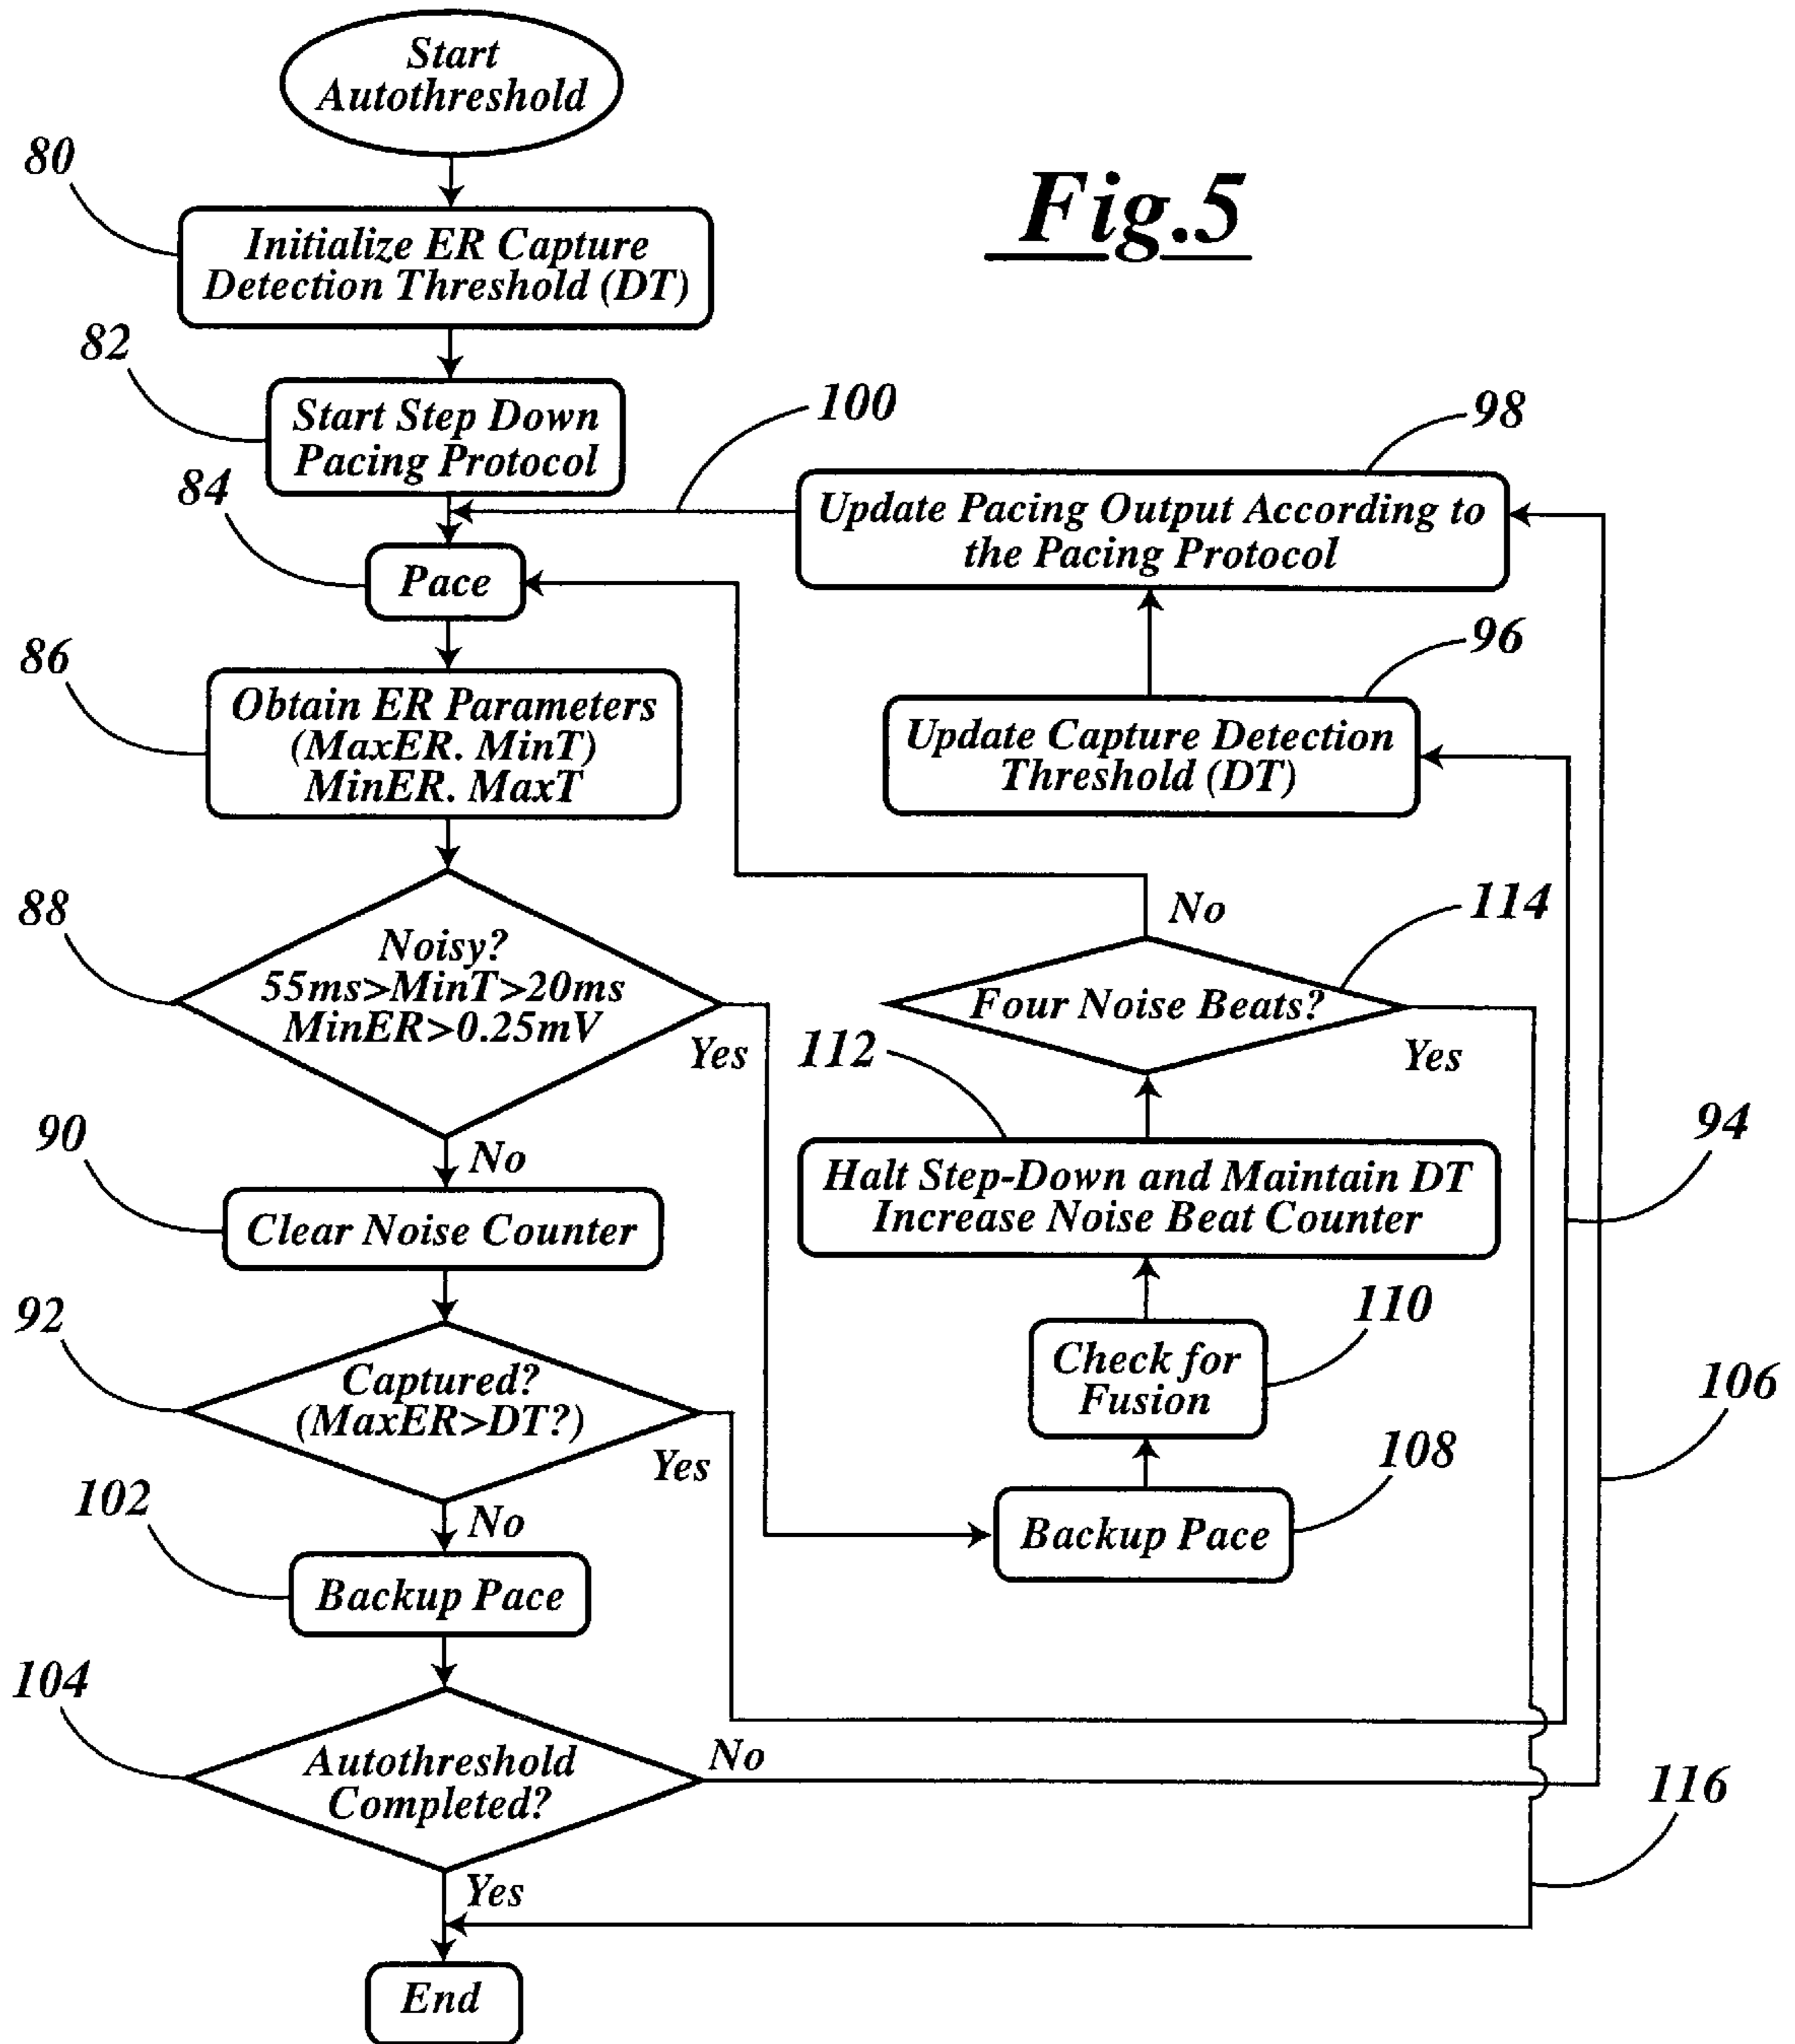 Start
Autothreshold
Fig.5
80
Initialize ER Capture
Detection Threshold (DT)
82
Start Step Down
Pacing Protocol
100
98
Update Pacing Output According to
the Pacing Protocol
84
Pace
96
Update Capture Detection
Threshold (DT)
86
Obtain ER Parameters
(MaxER. MinT)
MinER. MaxT
88
Noisy?
55ms>MinT>20ms
MinER>0.25mV
Yes
No
114
Four Noise Beats?
No
Yes
112
Halt Step-Down and Maintain DT
Increase Noise Beat Counter
94
90
Clear Noise Counter
110
Check for
Fusion
92
Captured?
(MaxER>DT?)
Yes
No
106
108
Backup Pace
102
Backup Pace
104
Autothreshold
Completed?
No
Yes
116
End